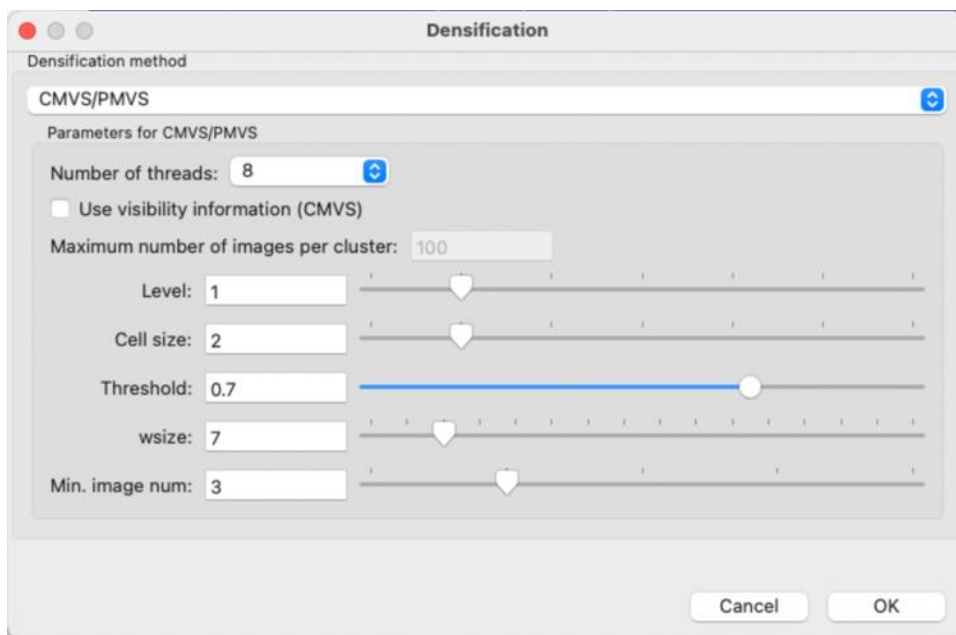 Densification
Densification method
CMVS/PMVS
Parameters for CMVS/PMVS
Number of threads: 8
Use visibility information (CMVS)
Maximum number of images per cluster: 100
Level: 1
Cell size: 2
Threshold: 0.7
wsize: 7
Min. image num: 3
Cancel OK